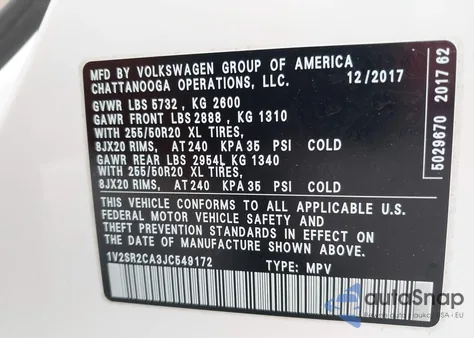 MFD BY VOLKSWAGEN GROUP OF AMERICA
CHATTANOOGA OPERATIONS, LLC. 12/2017
GVWR LBS 5732 , KG 2600
GAWR FRONT LBS 2888 , KG 1310
WITH 255/50R20 XL TIRES,
8JX20 RIMS, AT 240 KPA 35 PSI COLD
GAWR REAR LBS 2954L KG 1340
WITH 255/50R20 XL TIRES,
8JX20 RIMS, AT 240 KPA 35 PSI COLD
THIS VEHICLE CONFORMS TO ALL APPLICABLE U.S.
FEDERAL MOTOR VEHICLE SAFETY AND
THEFT PREVENTION STANDARDS IN EFFECT ON
THE DATE OF MANUFACTURE SHOWN ABOVE.
1V2SR2CA3JC549172 TYPE: MPV
5029670 2017 62
autoSnap